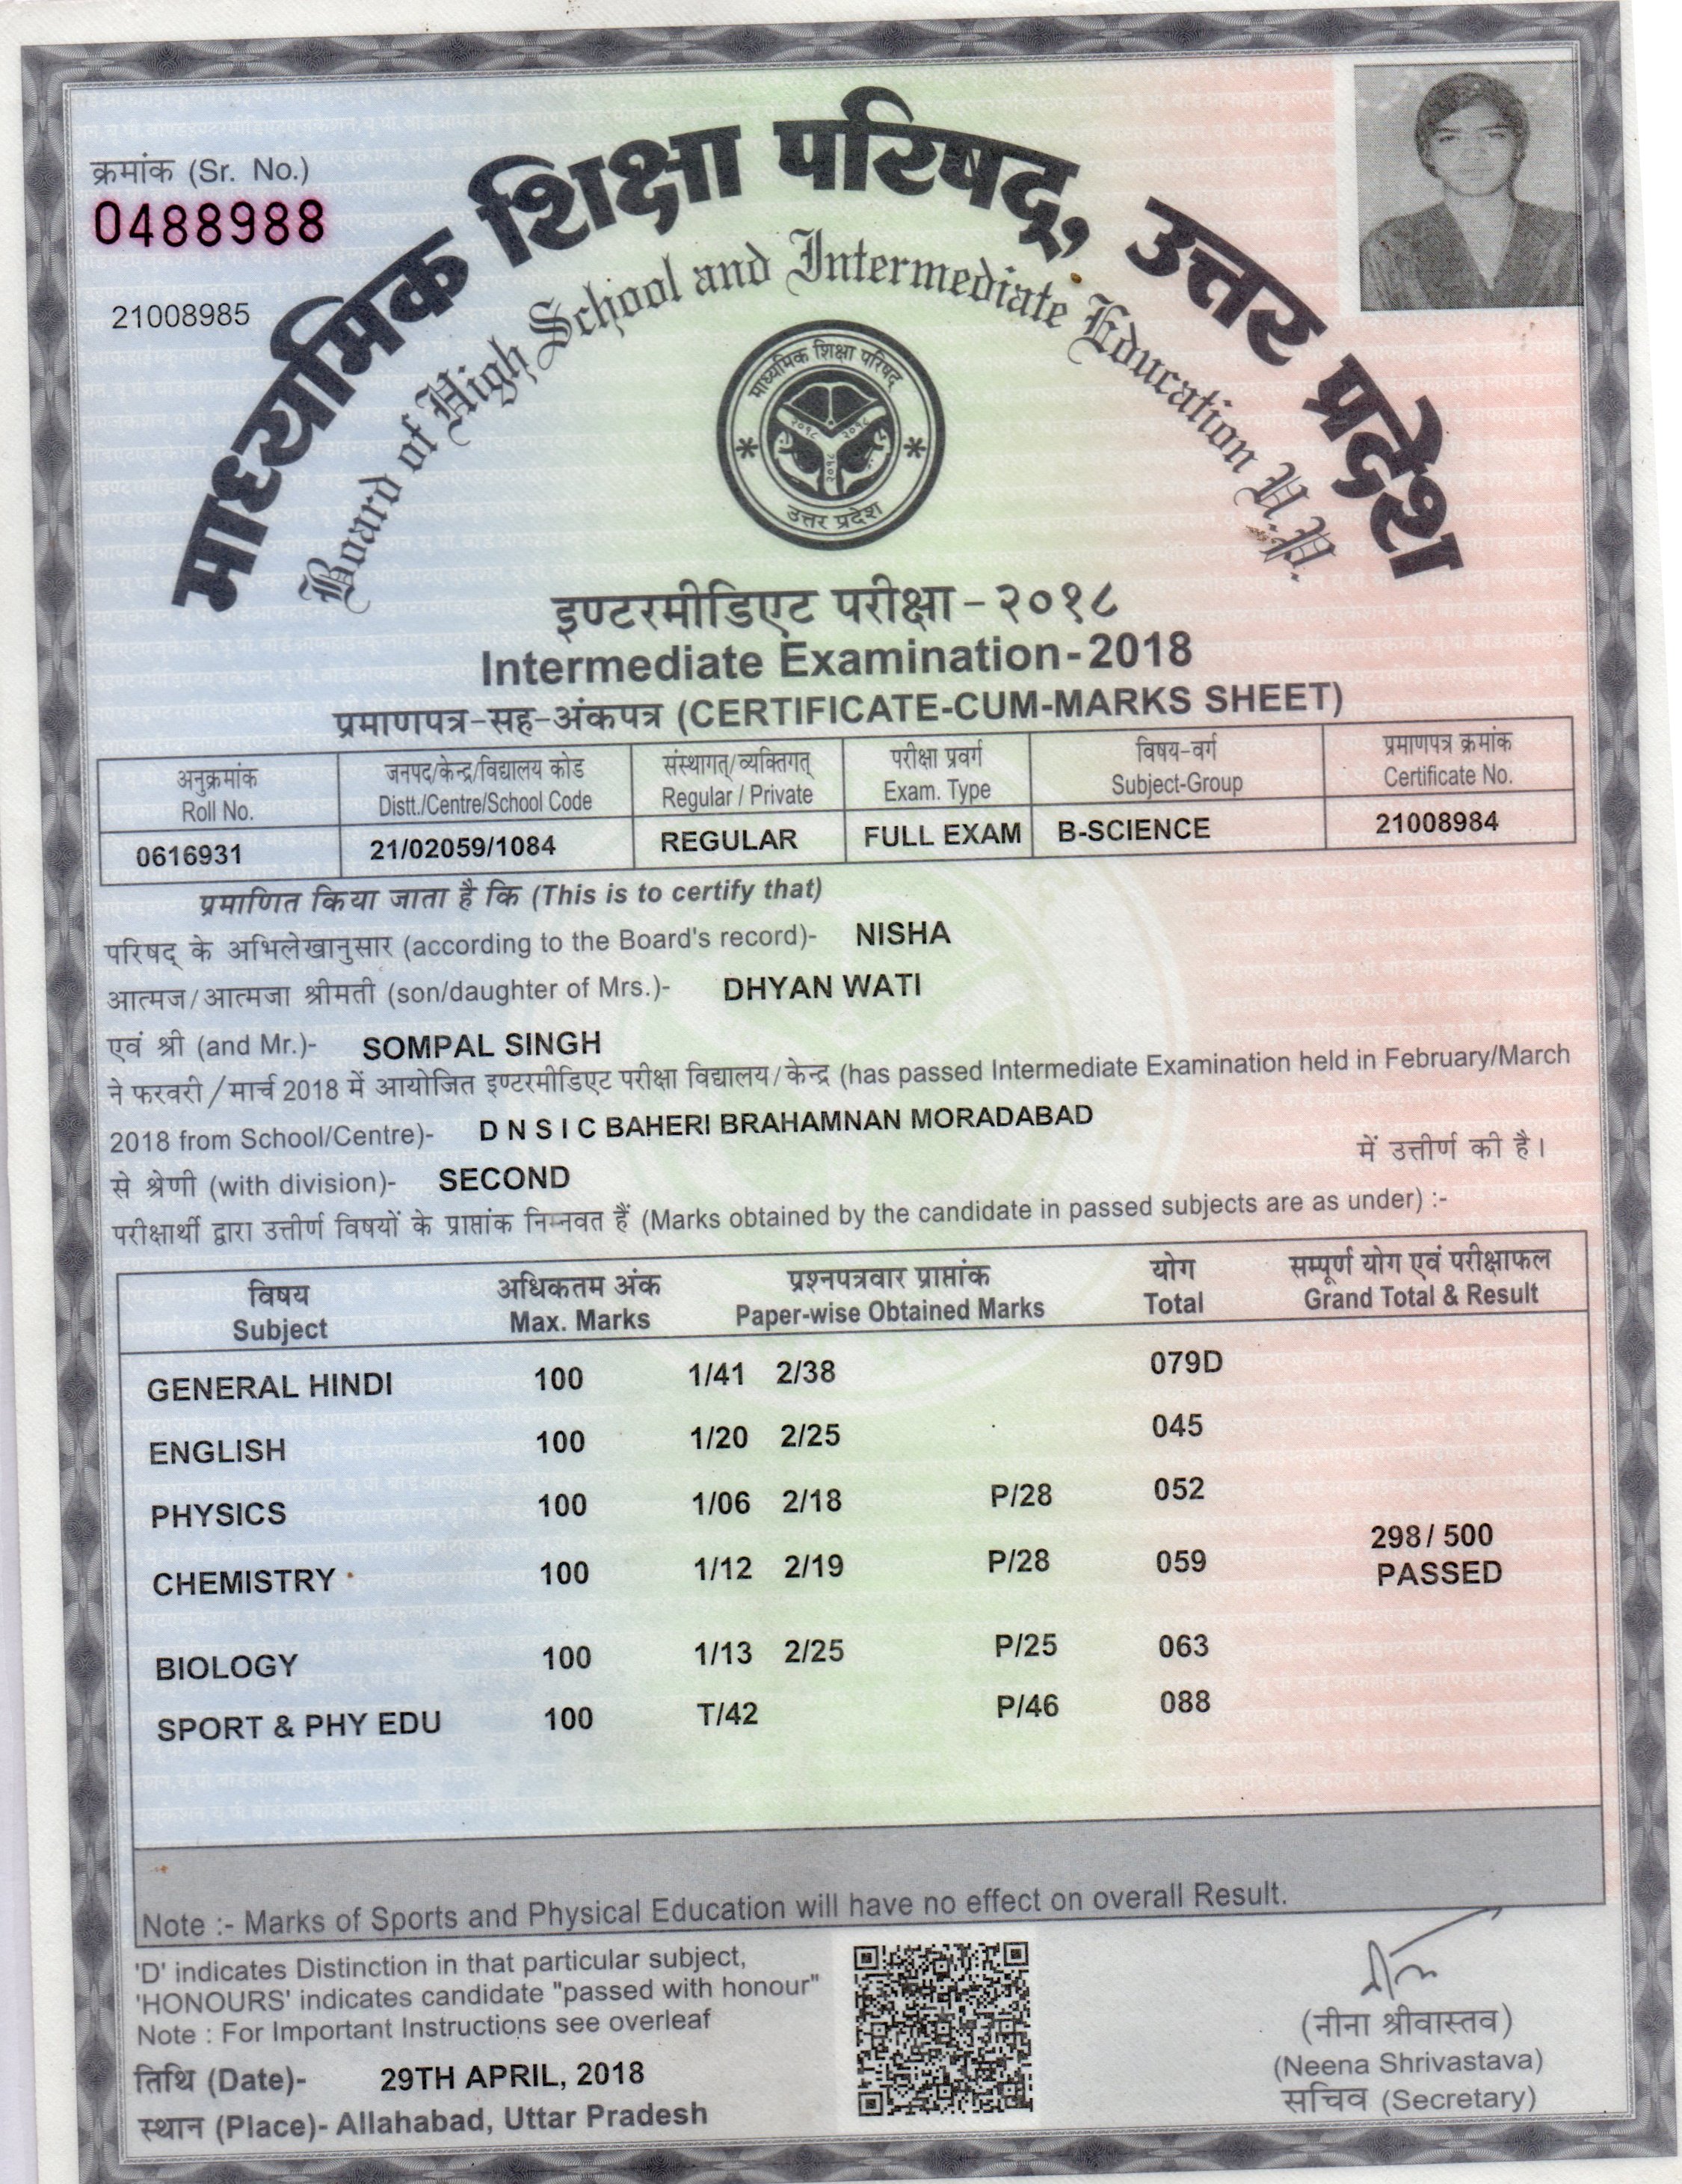 क्रमांक (Sr. No.)
0488988
21008985
माध्यमिक शिक्षा परिषद्, उत्तर प्रदेश
Board of High School and Intermediate Education U.P.
माध्यमिक शिक्षा परिषद
उत्तर प्रदेश
इण्टरमीडिएट परीक्षा - २०१८
Intermediate Examination-2018
प्रमाणपत्र-सह-अंकपत्र (CERTIFICATE-CUM-MARKS SHEET)
अनुक्रमांक जनपद/केन्द्र/विद्यालय कोड संस्थागत्/व्यक्तिगत् परीक्षा प्रवर्ग विषय-वर्ग प्रमाणपत्र क्रमांक
Roll No. Distt./Centre/School Code Regular / Private Exam. Type Subject-Group Certificate No.
0616931 21/02059/1084 REGULAR FULL EXAM B-SCIENCE 21008984
प्रमाणित किया जाता है कि (This is to certify that)
परिषद् के अभिलेखानुसार (according to the Board's record)- NISHA
आत्मज/आत्मजा श्रीमती (son/daughter of Mrs.)- DHYAN WATI
एवं श्री (and Mr.)- SOMPAL SINGH
ने फरवरी/मार्च 2018 में आयोजित इण्टरमीडिएट परीक्षा विद्यालय/केन्द्र (has passed Intermediate Examination held in February/March
2018 from School/Centre)- D N S I C BAHERI BRAHAMNAN MORADABAD
से श्रेणी (with division)- SECOND में उत्तीर्ण की है।
परीक्षार्थी द्वारा उत्तीर्ण विषयों के प्राप्तांक निम्नवत हैं (Marks obtained by the candidate in passed subjects are as under) :-
विषय अधिकतम अंक प्रश्नपत्रवार प्राप्तांक योग सम्पूर्ण योग एवं परीक्षाफल
Subject Max. Marks Paper-wise Obtained Marks Total Grand Total & Result
GENERAL HINDI 100 1/41 2/38 079D
ENGLISH 100 1/20 2/25 045
PHYSICS 100 1/06 2/18 P/28 052
298/ 500
CHEMISTRY 100 1/12 2/19 P/28 059 PASSED
BIOLOGY 100 1/13 2/25 P/25 063
SPORT & PHY EDU 100 T/42 P/46 088
Note :- Marks of Sports and Physical Education will have no effect on overall Result.
'D' indicates Distinction in that particular subject,
'HONOURS' indicates candidate "passed with honour"
Note : For Important Instructions see overleaf
तिथि (Date)- 29TH APRIL, 2018
स्थान (Place)- Allahabad, Uttar Pradesh
(नीना श्रीवास्तव)
(Neena Shrivastava)
सचिव (Secretary)